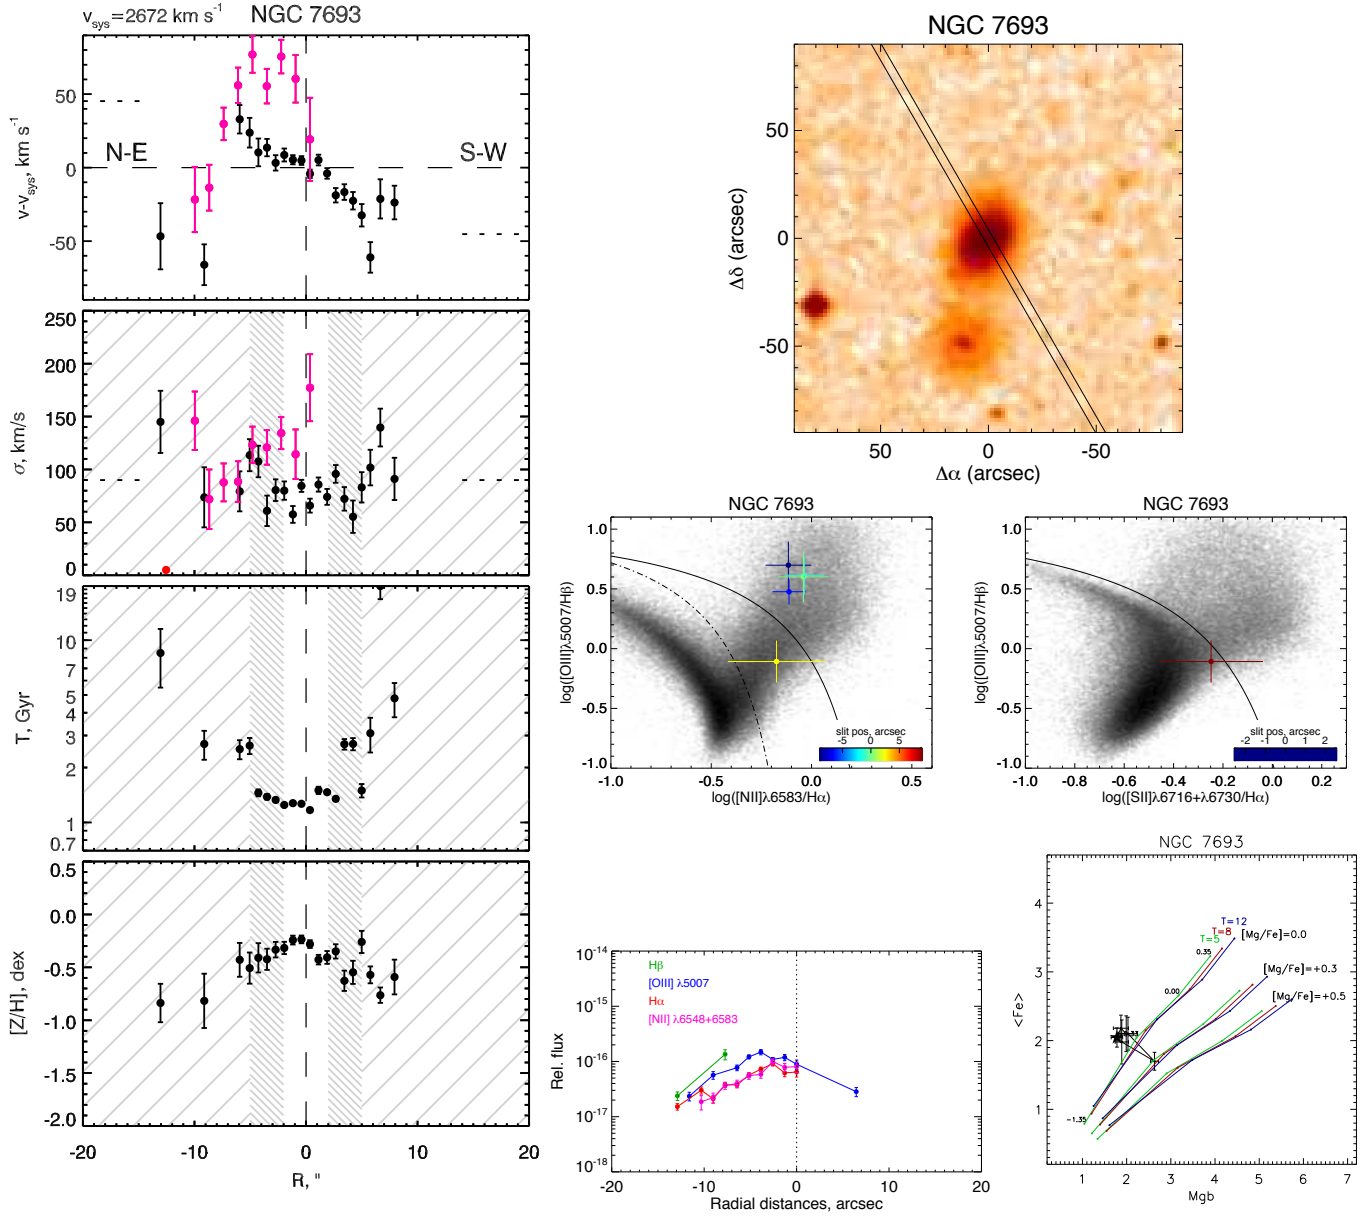 v_sys=2672 km s⁻¹ NGC 7693
50
0
-50
v-v_sys, km s⁻¹
N-E
S-W
250
200
150
100
50
0
σ, km/s
19
10
7
5
4
3
2
1
0.7
T, Gyr
0.5
0.0
-0.5
-1.0
-1.5
-2.0
[Z/H], dex
-20 -10 0 10 20
R, "
NGC 7693
50
0
-50
Δδ (arcsec)
50 0 -50
Δα (arcsec)
NGC 7693
1.0
0.5
0.0
-0.5
-1.0
log([OIII]λ5007/Hβ)
slit pos, arcsec
-5 0 5
-1.0 -0.5 0.0 0.5
log([NII]λ6583/Hα)
NGC 7693
1.0
0.5
0.0
-0.5
-1.0
log([OIII]λ5007/Hβ)
slit pos, arcsec
-2 -1 0 1 2
-1.0 -0.8 -0.6 -0.4 -0.2 0.0 0.2
log([SII]λ6716+λ6730/Hα)
10⁻¹⁴
10⁻¹⁵
10⁻¹⁶
10⁻¹⁷
10⁻¹⁸
Rel. flux
Hβ
[OIII] λ5007
Hα
[NII] λ6548+6583
-20 -10 0 10 20
Radial distances, arcsec
NGC 7693
4
3
2
1
<Fe>
T=12
T=8
T=5
[Mg/Fe]=0.0
0.35
[Mg/Fe]=+0.3
0.00
[Mg/Fe]=+0.5
-1.35
1 2 3 4 5 6 7
Mgb